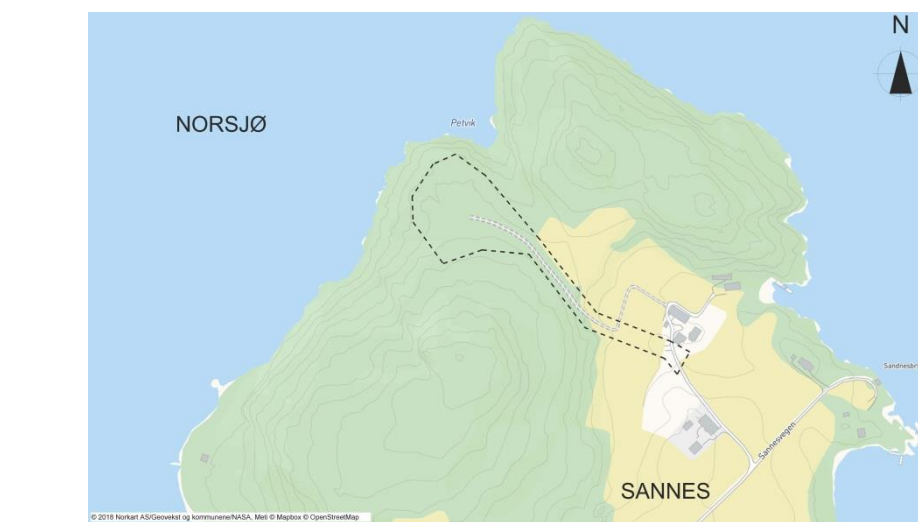 N
NORSJØ
Petvik
Sandnesbr
Sannesvegen
SANNES
© 2018 Norkart AS/Geovekst og kommunene/NASA, Meti © Mapbox © OpenStreetMap